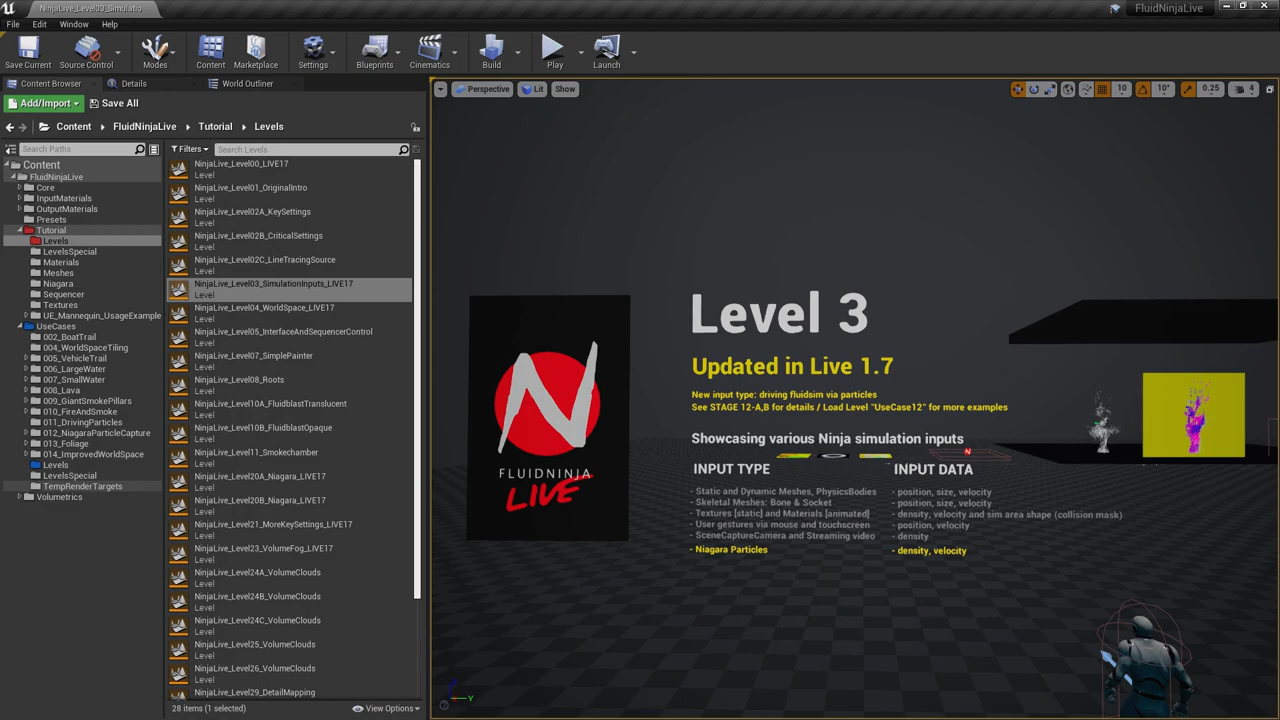 NinjaLive_Level03_Simulatio
FluidNinjaLive
File Edit Window Help
Save Current Source Control Modes Content Marketplace Settings Blueprints Cinematics Build Play Launch
Content Browser Details World Outliner
Add/Import Save All
Content FluidNinjaLive Tutorial Levels
Search Paths
Filters Search Levels
Content
FluidNinjaLive
Core
InputMaterials
OutputMaterials
Presets
Tutorial
Levels
LevelsSpecial
Materials
Meshes
Niagara
Sequencer
Textures
UE_Mannequin_UsageExample
UseCases
002_BoatTrail
004_WorldSpaceTiling
005_VehicleTrail
006_LargeWater
007_SmallWater
008_Lava
009_GiantSmokePillars
010_FireAndSmoke
011_DrivingParticles
012_NiagaraParticleCapture
013_Foliage
014_ImprovedWorldSpace
Levels
LevelsSpecial
TempRenderTargets
Volumetrics
NinjaLive_Level00_LIVE17
Level
NinjaLive_Level01_OriginalIntro
Level
NinjaLive_Level02A_KeySettings
Level
NinjaLive_Level02B_CriticalSettings
Level
NinjaLive_Level02C_LineTracingSource
Level
NinjaLive_Level03_SimulationInputs_LIVE17
Level
NinjaLive_Level04_WorldSpace_LIVE17
Level
NinjaLive_Level05_InterfaceAndSequencerControl
Level
NinjaLive_Level07_SimplePainter
Level
NinjaLive_Level08_Roots
Level
NinjaLive_Level10A_FluidblastTranslucent
Level
NinjaLive_Level10B_FluidblastOpaque
Level
NinjaLive_Level11_Smokechamber
Level
NinjaLive_Level20A_Niagara_LIVE17
Level
NinjaLive_Level20B_Niagara_LIVE17
Level
NinjaLive_Level21_MoreKeySettings_LIVE17
Level
NinjaLive_Level23_VolumeFog_LIVE17
Level
NinjaLive_Level24A_VolumeClouds
Level
NinjaLive_Level24B_VolumeClouds
Level
NinjaLive_Level24C_VolumeClouds
Level
NinjaLive_Level25_VolumeClouds
Level
NinjaLive_Level26_VolumeClouds
Level
NinjaLive_Level29_DetailMapping
28 items (1 selected) View Options
Perspective Lit Show
10 10° 0.25 4
FLUIDNINJA
LIVE
Level 3
Updated in Live 1.7
New input type: driving fluidsim via particles
See STAGE 12-A,B for details / Load Level "UseCase12" for more examples
Showcasing various Ninja simulation inputs
INPUT TYPE INPUT DATA
- Static and Dynamic Meshes, PhysicsBodies - position, size, velocity
- Skeletal Meshes: Bone & Socket - position, size, velocity
- Textures [static] and Materials [animated] - density, velocity and sim area shape (collision mask)
- User gestures via mouse and touchscreen - position, velocity
- SceneCaptureCamera and Streaming video - density
- Niagara Particles - density, velocity
Y